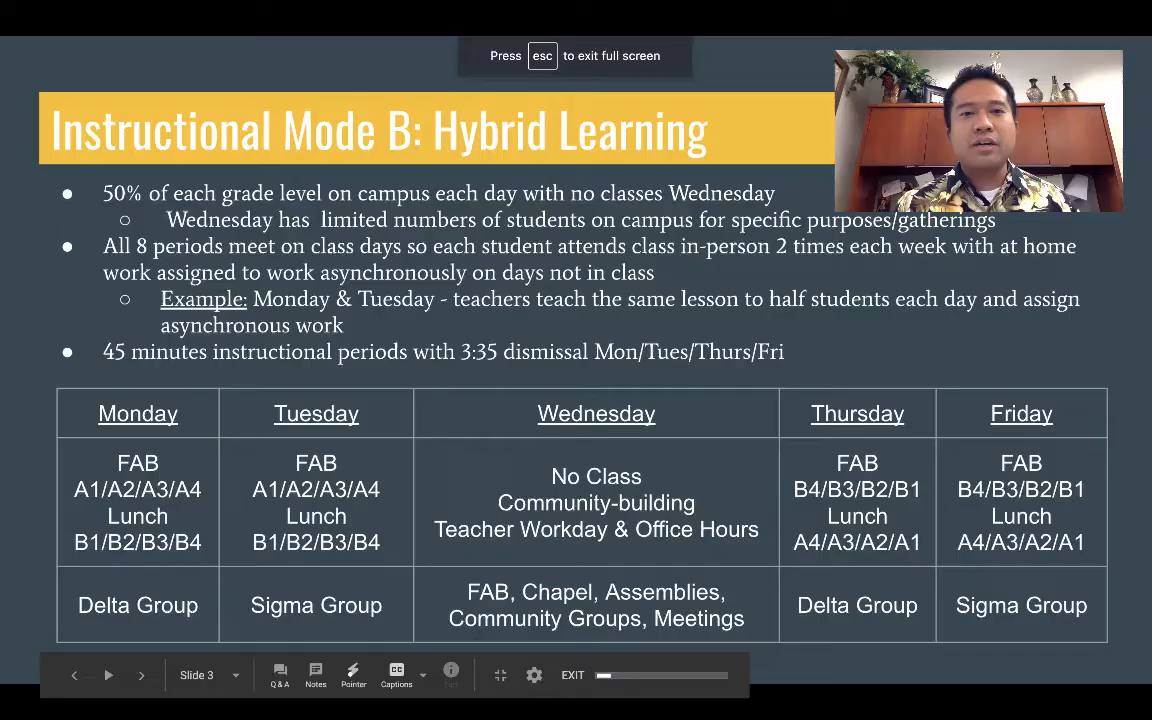 Press esc to exit full screen
Instructional Mode B: Hybrid Learning
● 50% of each grade level on campus each day with no classes Wednesday
○ Wednesday has limited numbers of students on campus for specific purposes/gatherings
● All 8 periods meet on class days so each student attends class in-person 2 times each week with at home
work assigned to work asynchronously on days not in class
○ Example: Monday & Tuesday - teachers teach the same lesson to half students each day and assign
asynchronous work
● 45 minutes instructional periods with 3:35 dismissal Mon/Tues/Thurs/Fri
Monday Tuesday Wednesday Thursday Friday
FAB
A1/A2/A3/A4
Lunch
B1/B2/B3/B4
FAB
A1/A2/A3/A4
Lunch
B1/B2/B3/B4
No Class
Community-building
Teacher Workday & Office Hours
FAB
B4/B3/B2/B1
Lunch
A4/A3/A2/A1
FAB
B4/B3/B2/B1
Lunch
A4/A3/A2/A1
Delta Group
Sigma Group
FAB, Chapel, Assemblies,
Community Groups, Meetings
Delta Group
Sigma Group
Slide 3
Q & A
Notes
Pointer
CC
Captions
EXIT